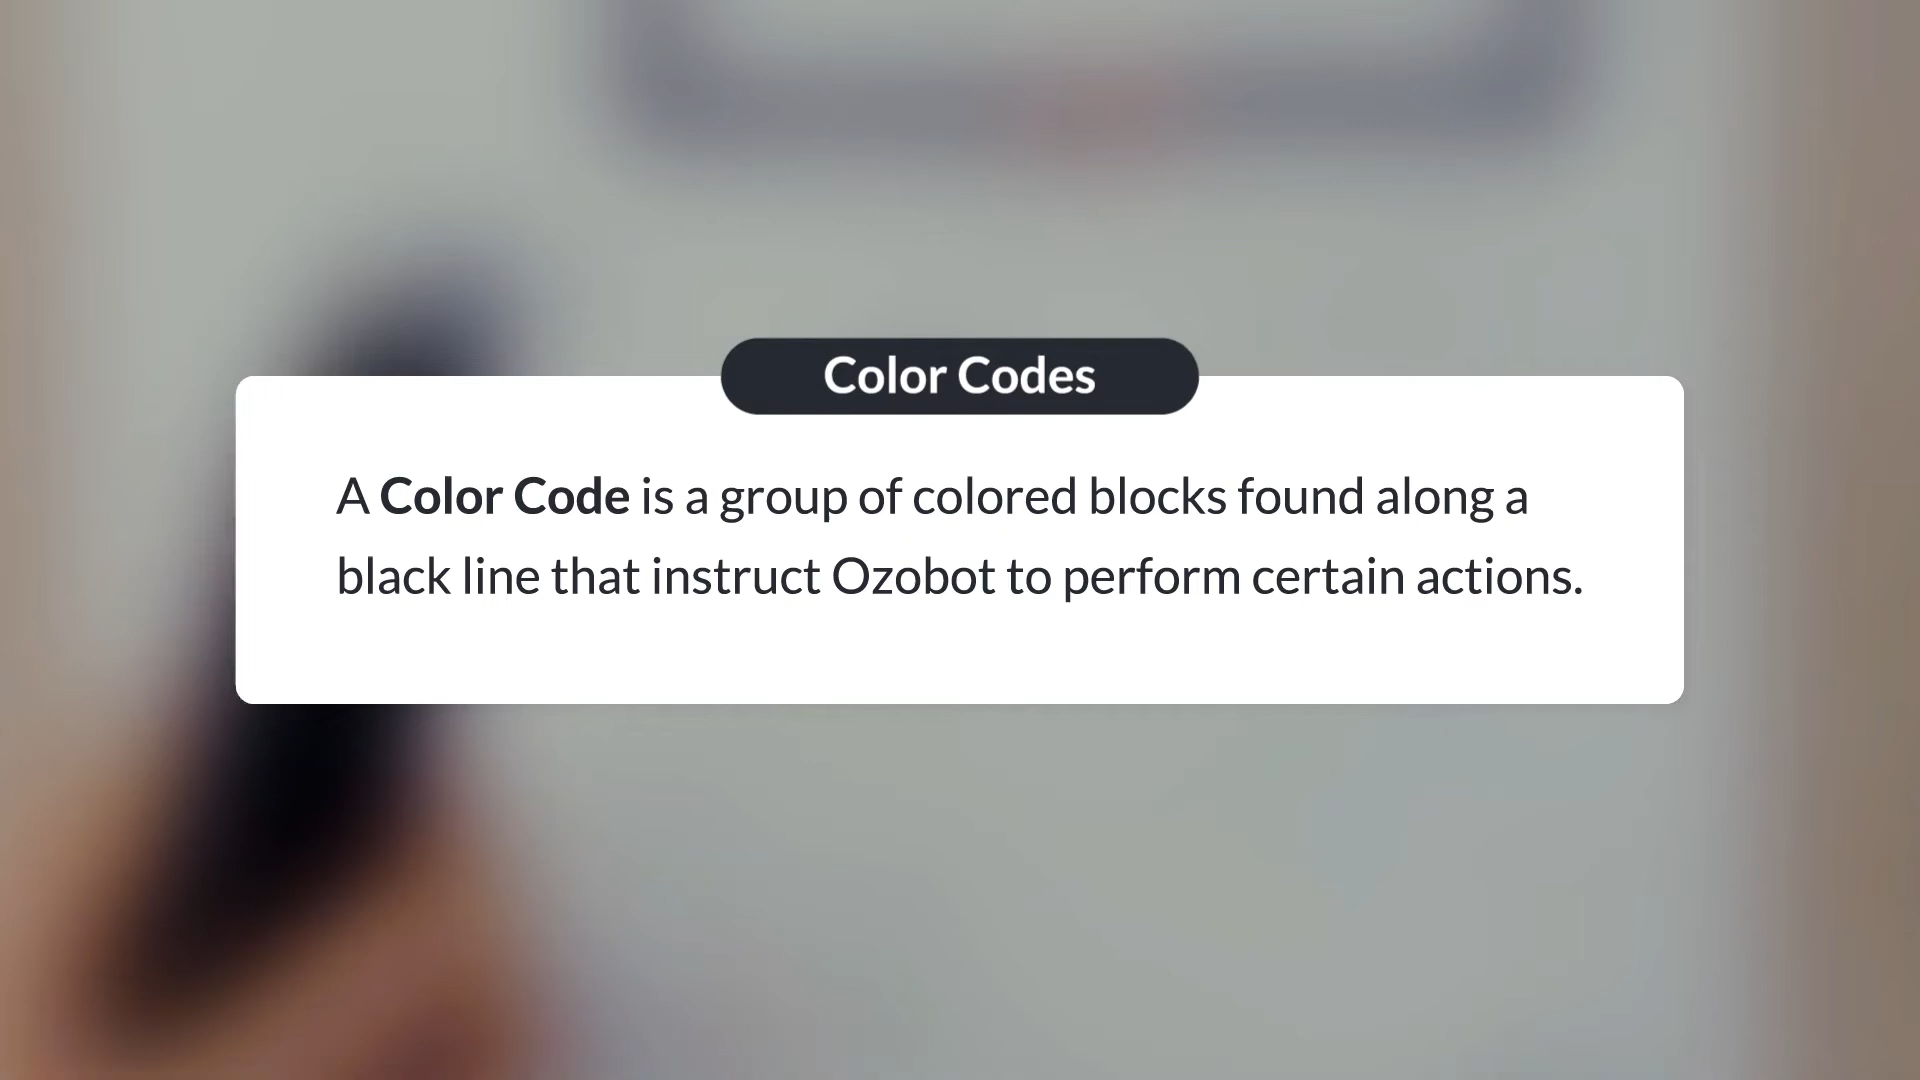 Color Codes
A Color Code is a group of colored blocks found along a
black line that instruct Ozobot to perform certain actions.